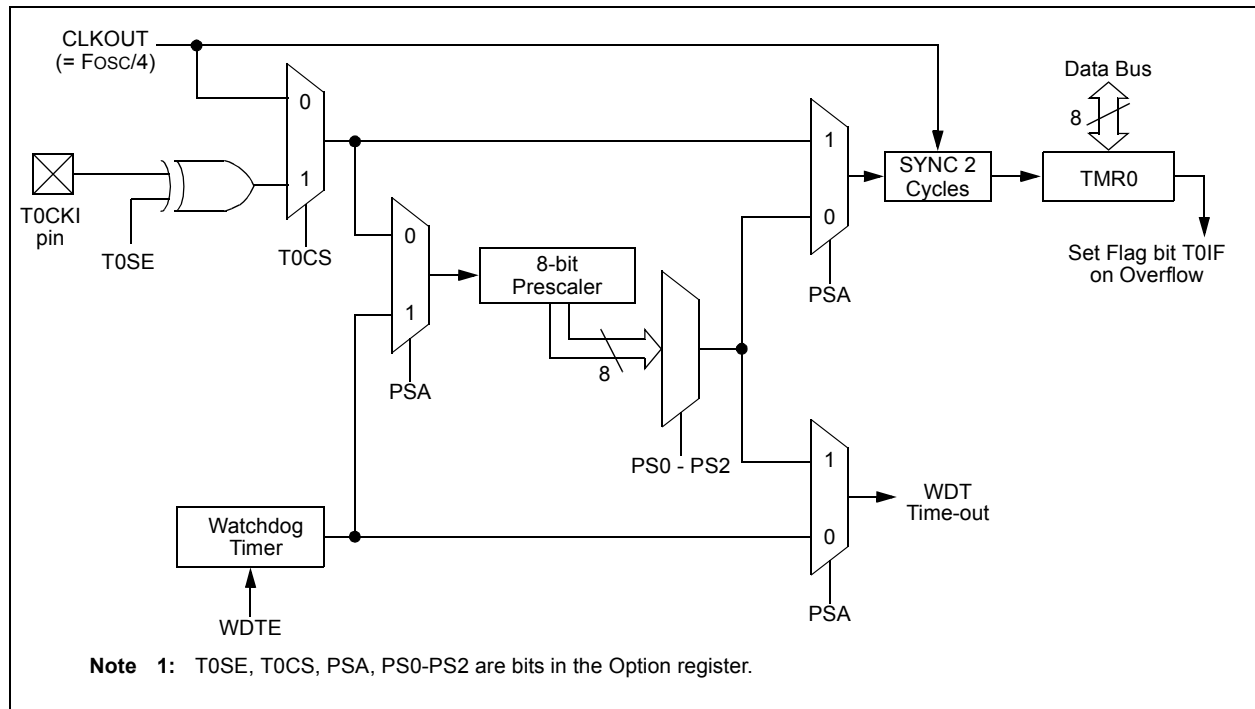 CLKOUT
(= FOSC/4)
Data Bus
8
0
1
1
0
SYNC 2
Cycles
TMR0
T0CKI
pin
T0SE
T0CS
0
1
8-bit
Prescaler
8
PSA
PSA
Set Flag bit T0IF
on Overflow
PS0 - PS2
1
0
WDT
Time-out
Watchdog
Timer
WDTE
PSA
Note 1: T0SE, T0CS, PSA, PS0-PS2 are bits in the Option register.